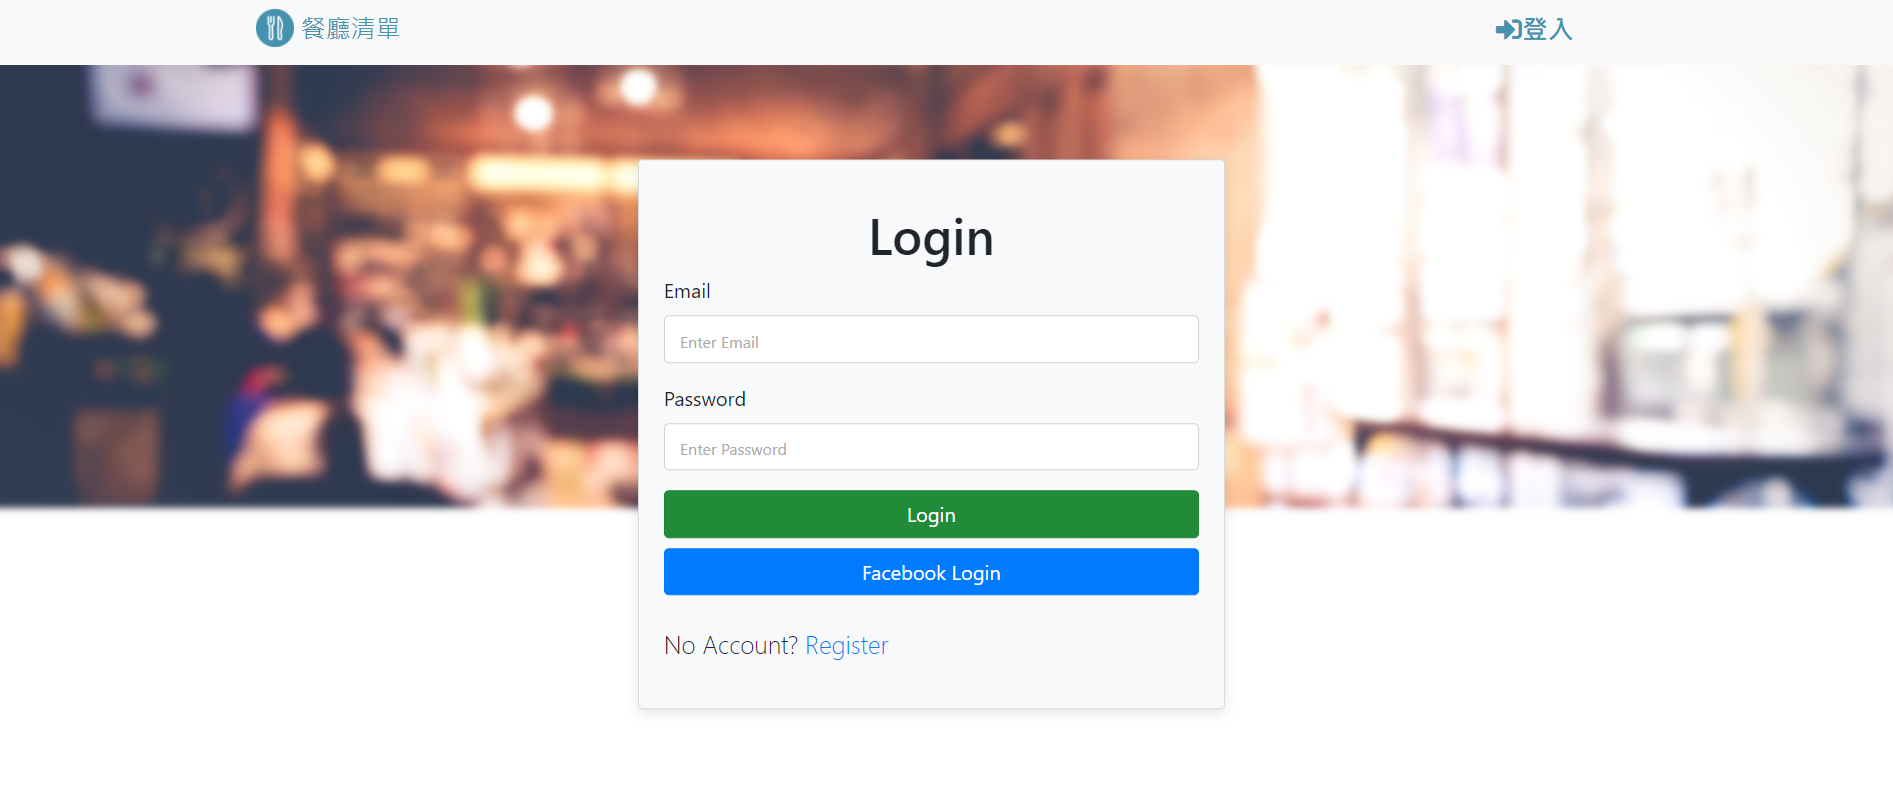 餐廳清單
登入
Login
Email
Enter Email
Password
Enter Password
Login
Facebook Login
No Account? Register